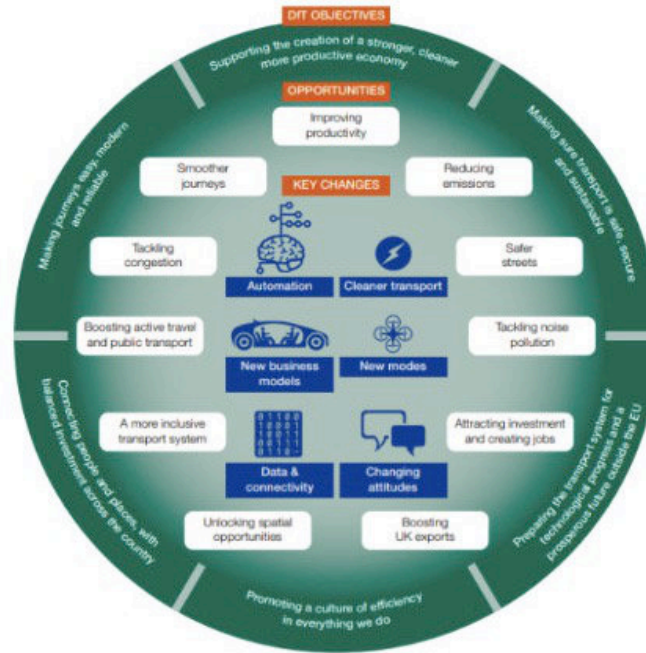 DfT OBJECTIVES
Supporting the creation of a stronger, cleaner
more productive economy
OPPORTUNITIES
Improving
productivity
Smoother
journeys
Reducing
emissions
KEY CHANGES
Making journeys easy, modern
and reliable
Making sure transport is safe, secure
and sustainable
Tackling
congestion
Safer
streets
Automation
Cleaner transport
Boosting active travel
and public transport
Tackling noise
pollution
New business
models
New modes
A more inclusive
transport system
01100
10001
00111
0110-
Attracting investment
and creating jobs
Data &
connectivity
Changing
attitudes
Connecting people and places, with
balanced investment across the country
Preparing the transport system for
technological progress and a
prosperous future outside the EU
Unlocking spatial
opportunities
Boosting
UK exports
Promoting a culture of efficiency
in everything we do